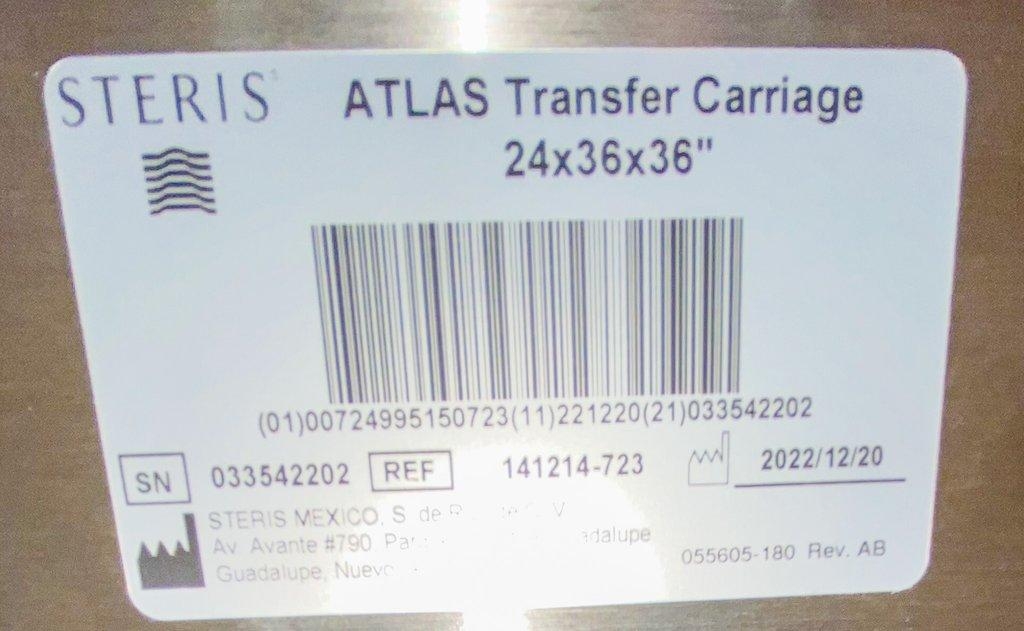 STERIS ATLAS Transfer Carriage
24x36x36"
(01)00724995150723(11)221220(21)033542202
SN 033542202 REF 141214-723 2022/12/20
STERIS MEXICO, S de V
Av. Avante #790
Guadalupe,
055605-180 Rev. AB